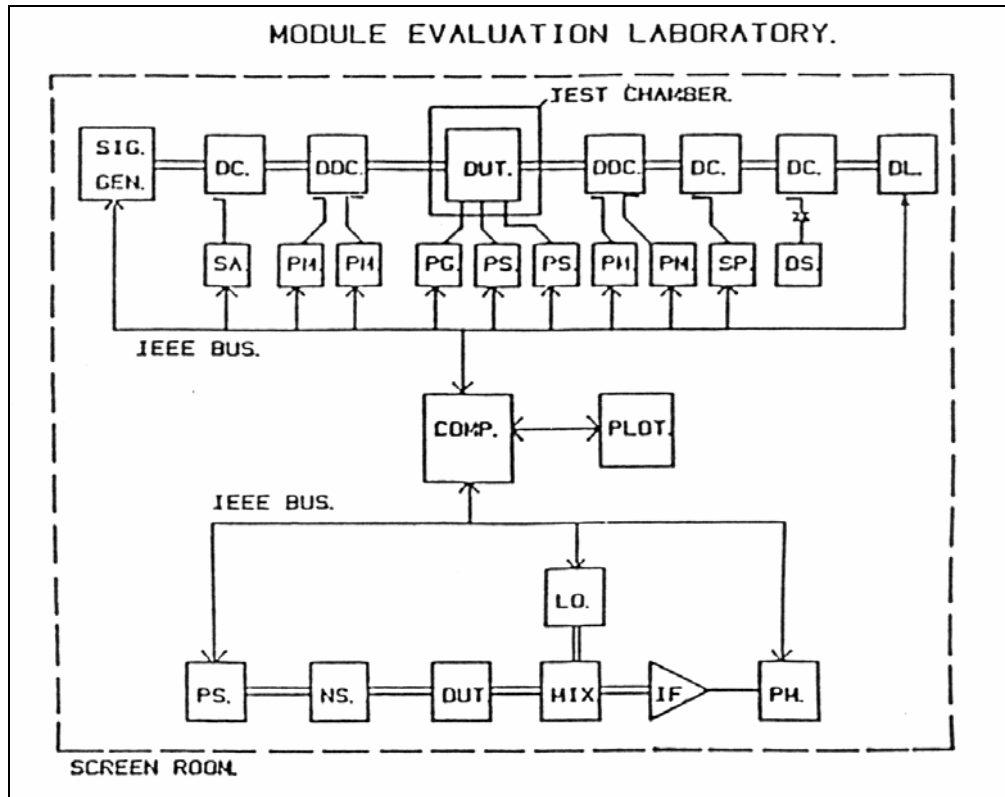 MODULE EVALUATION LABORATORY.
TEST CHAMBER.
SIG. GEN.
DC.
DDC.
DUT.
DDC.
DC.
DC.
DL.
SA.
PM.
PM.
PG.
PS.
PS.
PM.
PM.
SP.
DS.
IEEE BUS.
COMP.
PLOT.
IEEE BUS.
LO.
PS.
NS.
DUT
MIX
IF
PM.
SCREEN ROOM.